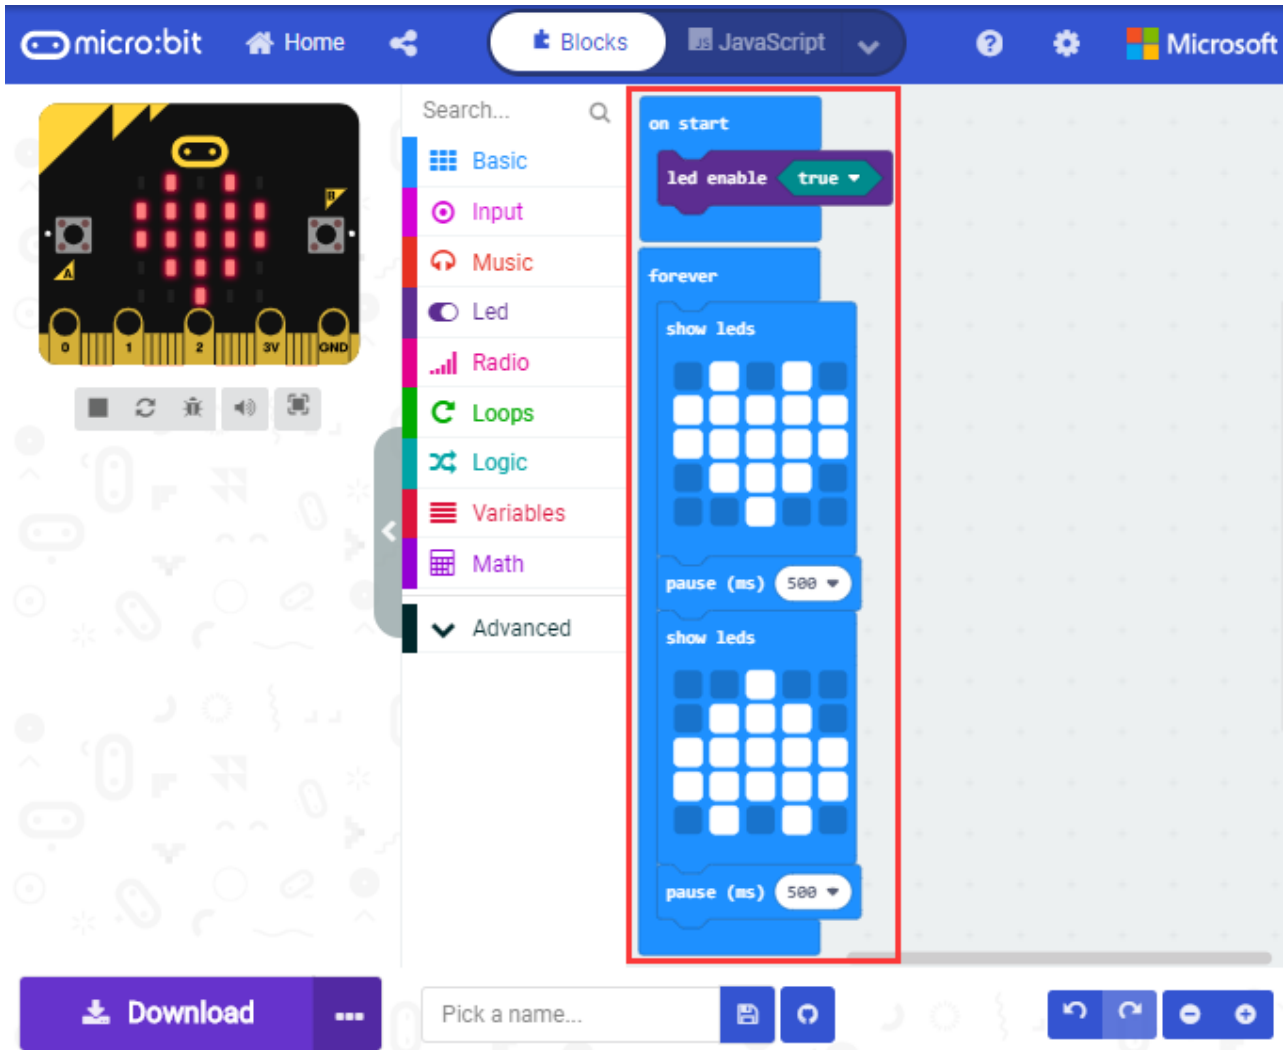 micro:bit Home Blocks JS JavaScript ? Microsoft
Search...
Basic
Input
Music
Led
Radio
Loops
Logic
Variables
Math
Advanced
A
B
0 1 2 3V GND
on start
led enable true
forever
show leds
pause (ms) 500
show leds
pause (ms) 500
Download ... Pick a name...